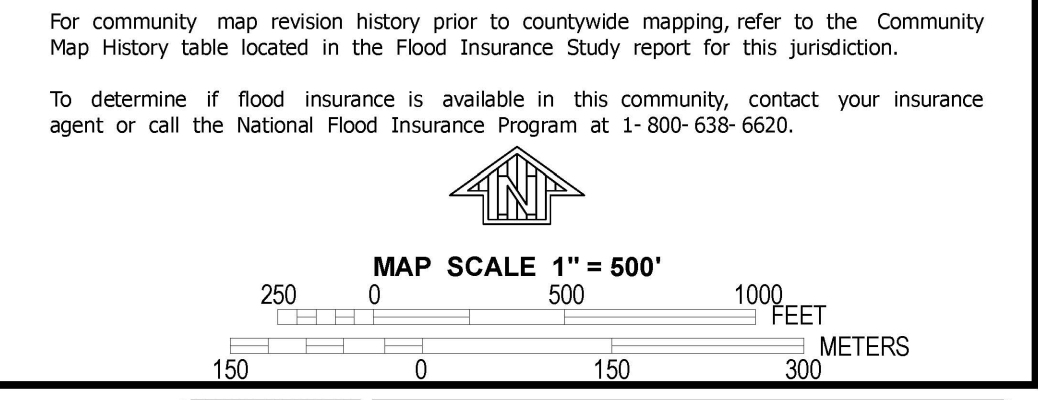 For community map revision history prior to countywide mapping, refer to the Community
Map History table located in the Flood Insurance Study report for this jurisdiction.
To determine if flood insurance is available in this community, contact your insurance
agent or call the National Flood Insurance Program at 1- 800- 638- 6620.
N
MAP SCALE 1" = 500'
250 0 500 1000
FEET
METERS
150 0 150 300